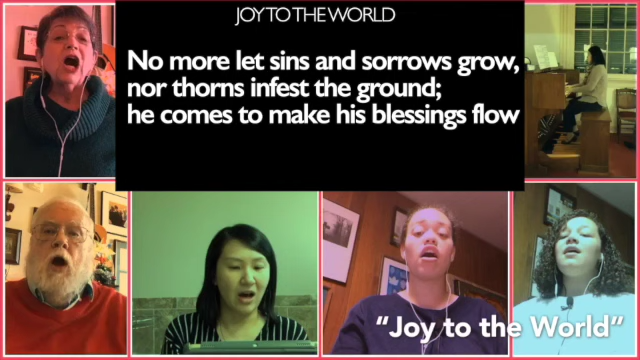 JOY TO THE WORLD
No more let sins and sorrows grow,
nor thorns infest the ground;
he comes to make his blessings flow
“Joy to the World”